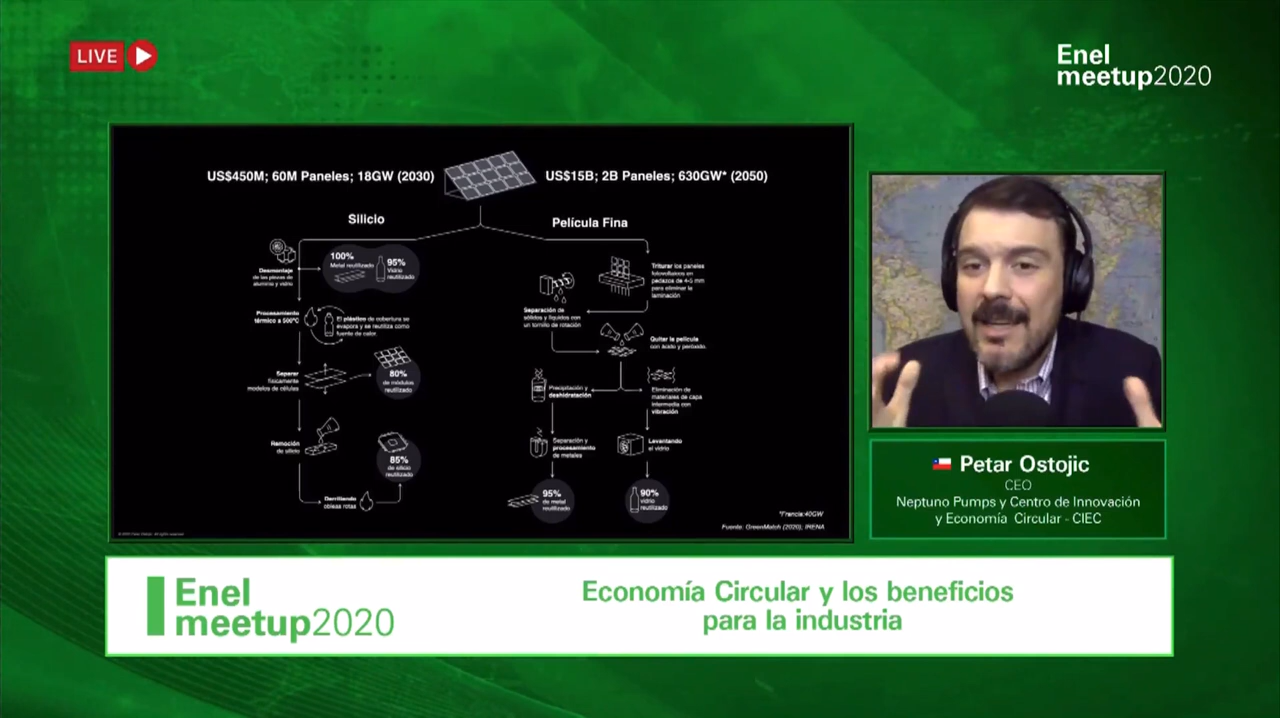 LIVE
Enel
meetup2020
US$450M; 60M Paneles; 18GW (2030)
US$15B; 2B Paneles; 630GW* (2050)
Silicio
Película Fina
Desmontaje
de las piezas de
aluminio y vidrio
100%
Metal reutilizado
95%
Vidrio
reutilizado
Procesamiento
térmico a 500°C
El plástico de cobertura se
evapora y se reutiliza como
fuente de calor.
Separar
físicamente
modelos de células
80%
de módulos
reutilizado
Remoción
de silicio
85%
de silicio
reutilizado
Derritiendo
obleas rotas
Triturar los paneles
fotovoltaicos en
pedazos de 4-5 mm
para eliminar la
laminación
Separación de
sólidos y líquidos con
un tornillo de rotación
Quitar la película
con ácido y peróxido.
Precipitación y
deshidratación
Eliminación de
materiales de capa
intermedia con
vibración
Separación y
procesamiento
de metales
Levantando
el vidrio
95%
de metal
reutilizado
90%
vidrio
reutilizado
*Francia:40GW
Fuente: GreenMatch (2020), IRENA
Petar Ostojic
CEO
Neptuno Pumps y Centro de Innovación
y Economía Circular - CIEC
Enel
meetup2020
Economía Circular y los beneficios
para la industria